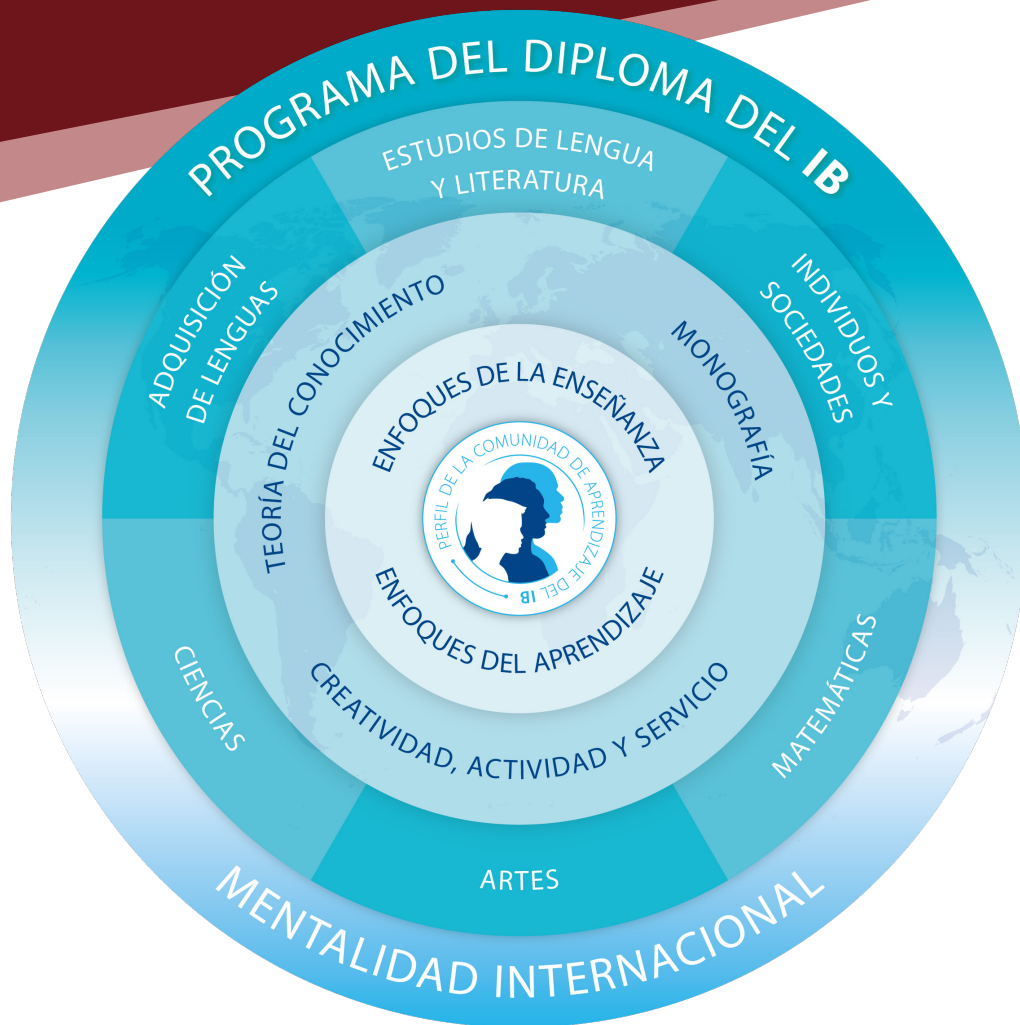 PROGRAMA DEL DIPLOMA DEL IB
ESTUDIOS DE LENGUA
Y LITERATURA
ADQUISICIÓN
DE LENGUAS
INDIVIDUOS Y
SOCIEDADES
TEORÍA DEL CONOCIMIENTO
MONOGRAFÍA
ENFOQUES DE LA ENSEÑANZA
PERFIL DE LA COMUNIDAD DE APRENDIZAJE DEL IB
ENFOQUES DEL APRENDIZAJE
CREATIVIDAD, ACTIVIDAD Y SERVICIO
CIENCIAS
MATEMÁTICAS
ARTES
MENTALIDAD INTERNACIONAL